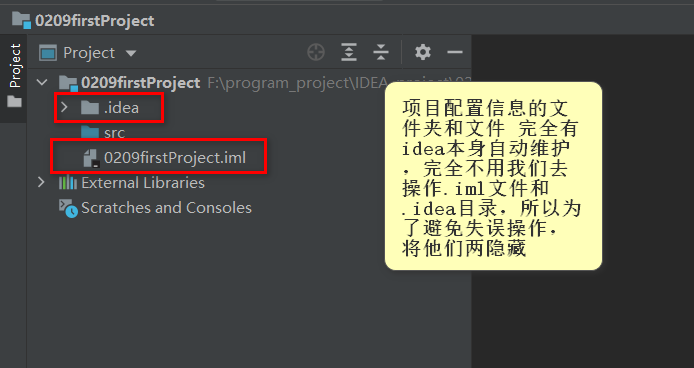 0209firstProject
Project
Project
0209firstProject F:\program_project\IDEA_project\02
.idea
src
0209firstProject.iml
External Libraries
Scratches and Consoles
项目配置信息的文
件夹和文件 完全有
idea本身自动维护
，完全不用我们去
操作.iml文件和
.idea目录，所以为
了避免失误操作，
将他们两隐藏